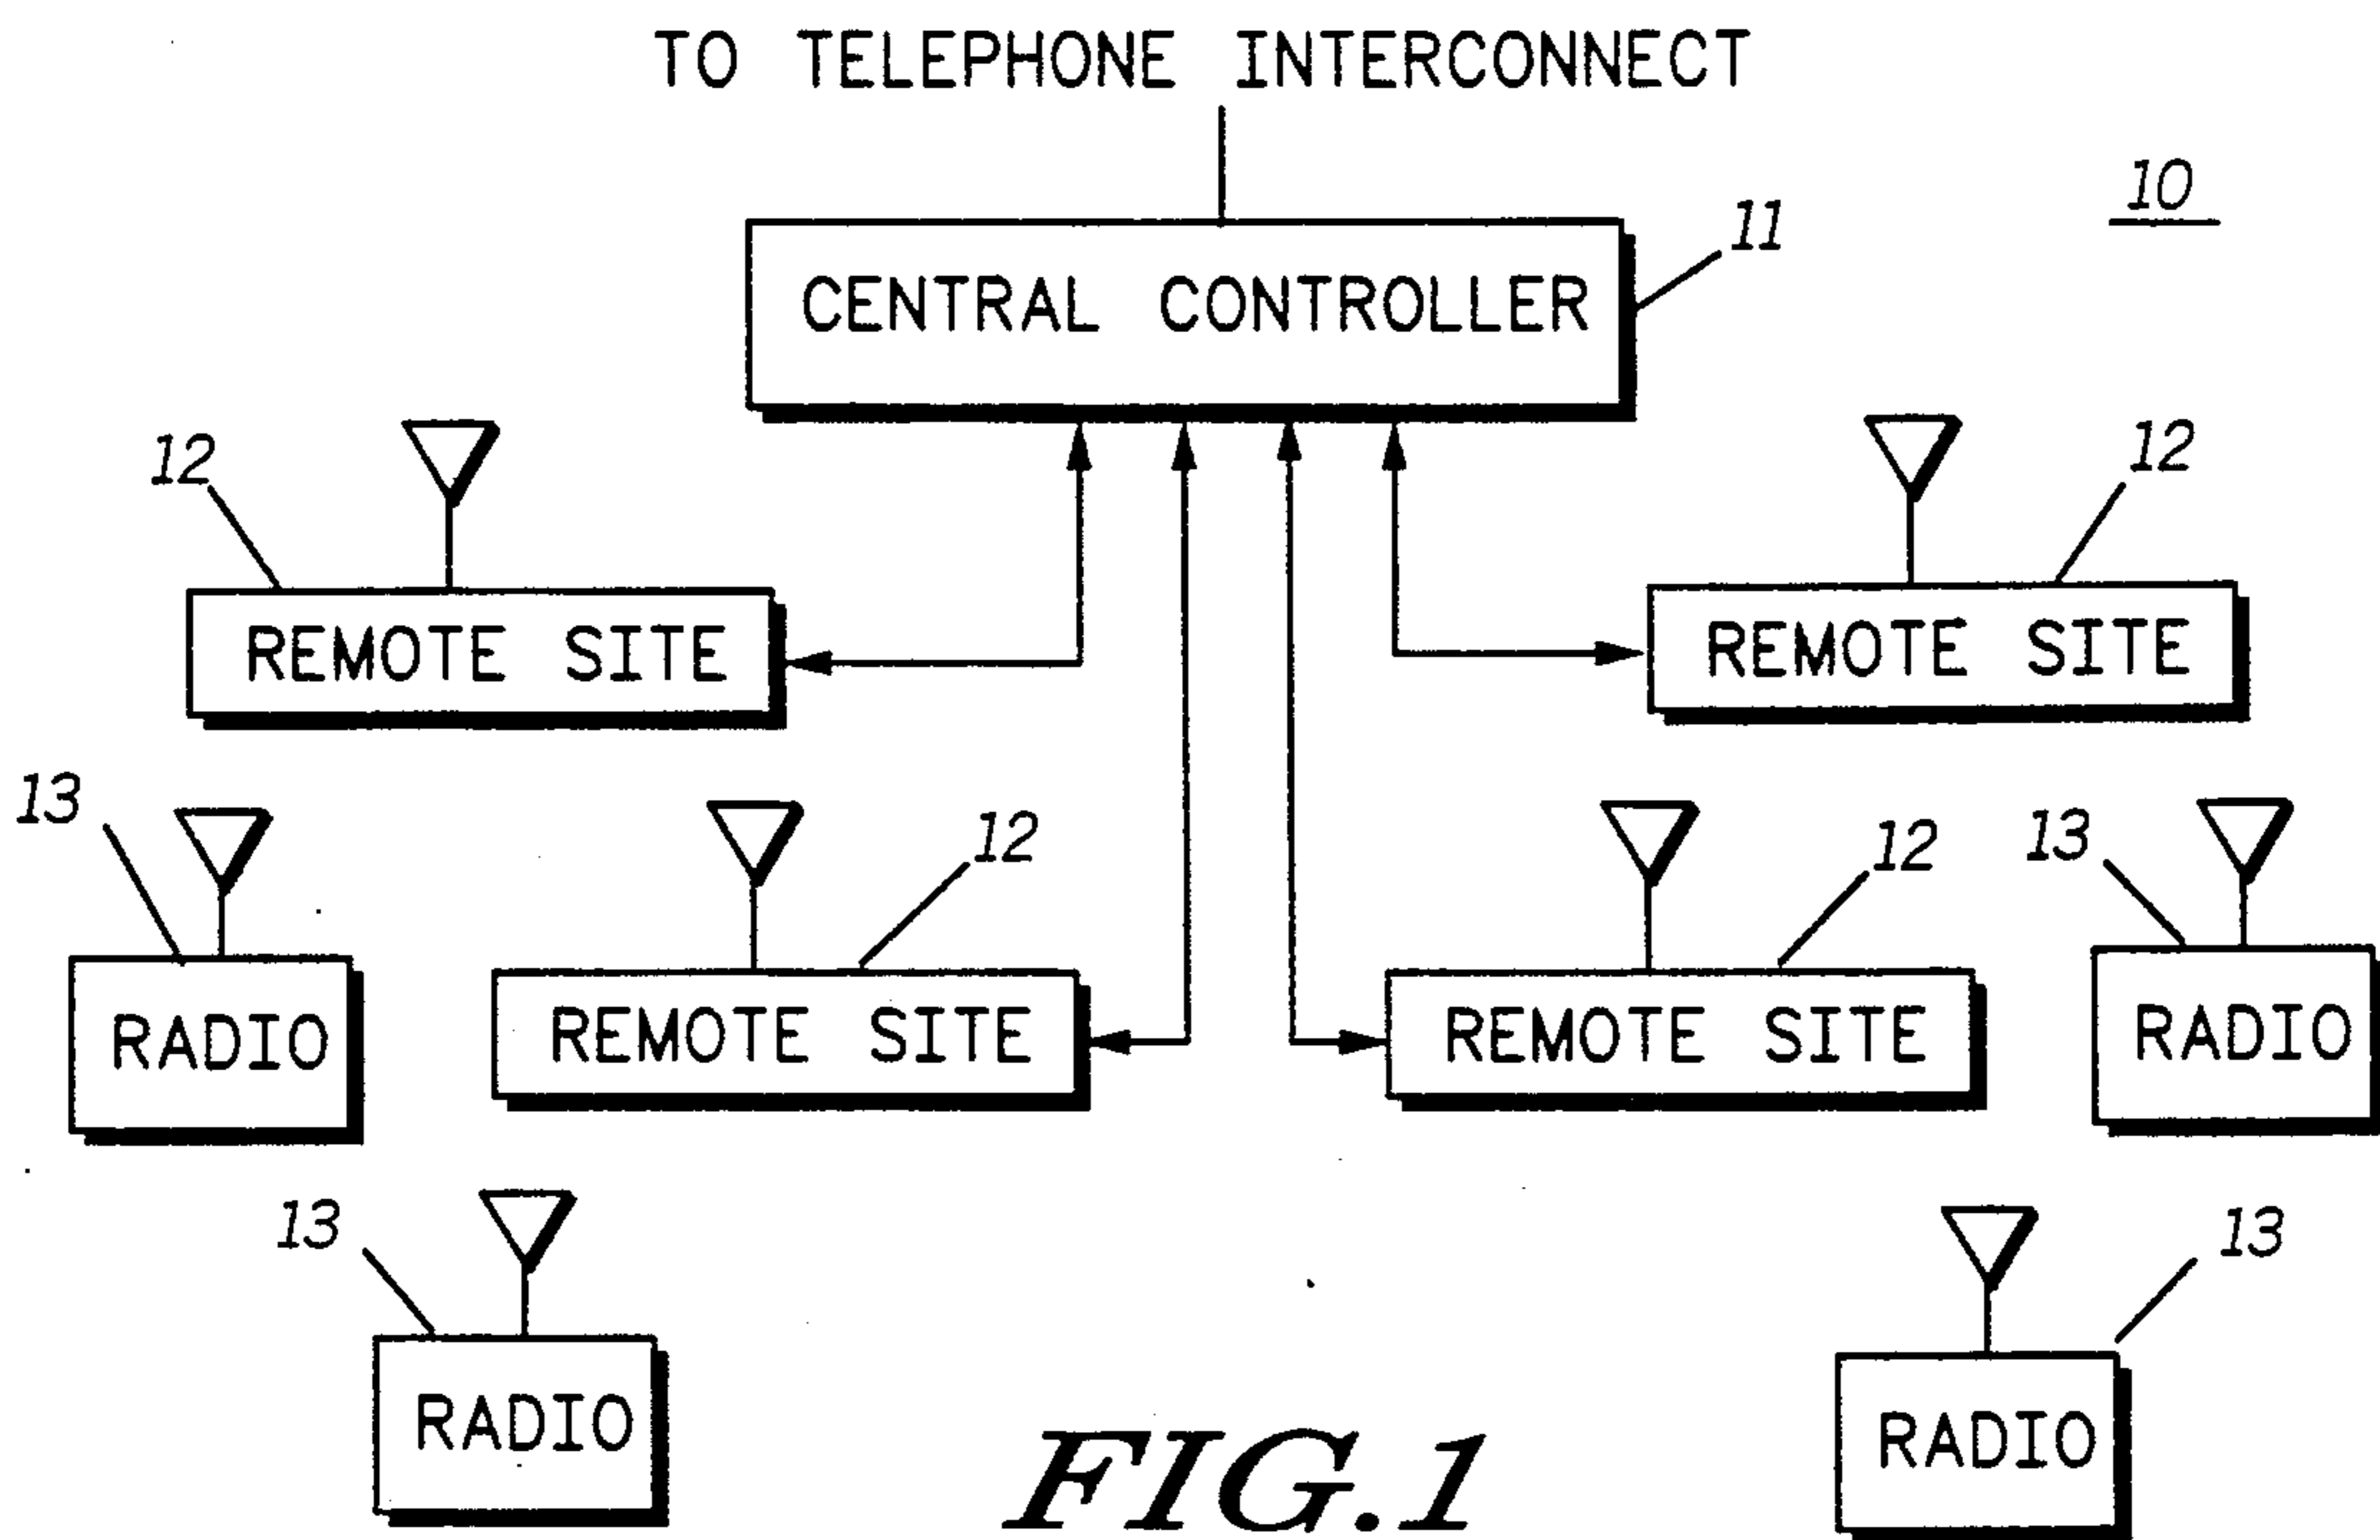 TO TELEPHONE INTERCONNECT
10
11
CENTRAL CONTROLLER
12
12
REMOTE SITE
REMOTE SITE
13
12
12
13
RADIO
REMOTE SITE
REMOTE SITE
RADIO
13
13
RADIO
RADIO
FIG.1